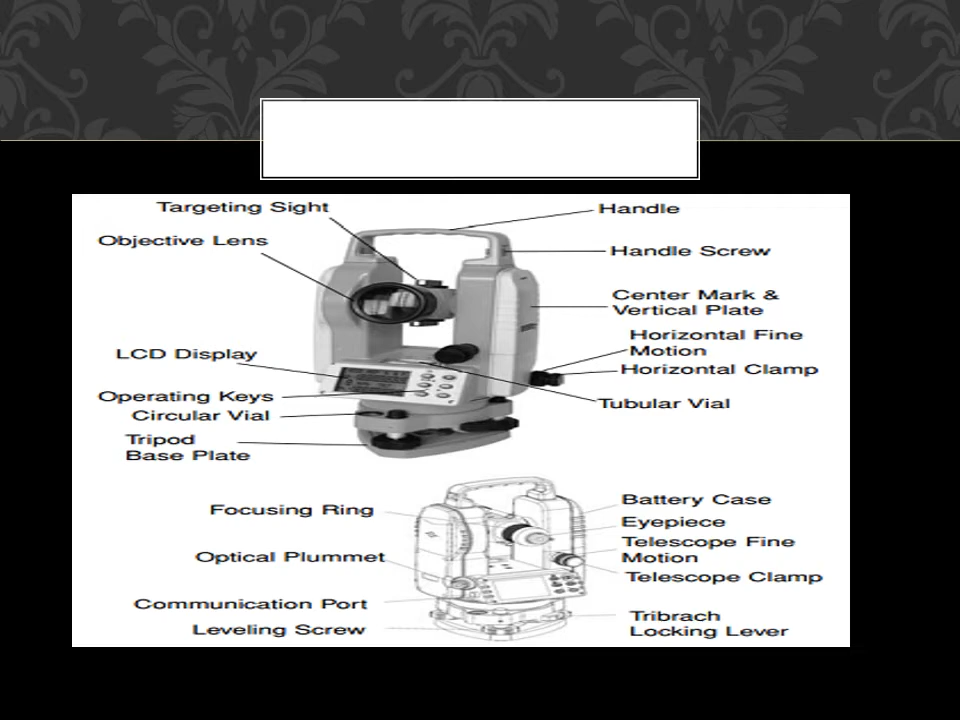 Targeting Sight
Handle
Objective Lens
Handle Screw
Center Mark &
Vertical Plate
Horizontal Fine
Motion
LCD Display
Horizontal Clamp
Operating Keys
Tubular Vial
Circular Vial
Tripod
Base Plate
Battery Case
Focusing Ring
Eyepiece
Telescope Fine
Motion
Optical Plummet
Telescope Clamp
Communication Port
Tribrach
Locking Lever
Leveling Screw